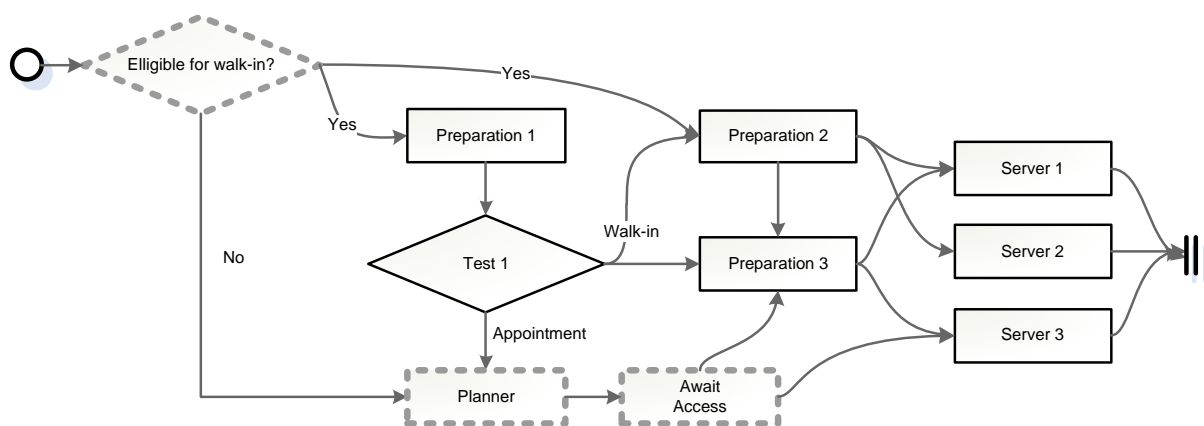 Elligible for walk-in?
Yes
Yes
Preparation 1
Preparation 2
Server 1
Walk-in
No
Test 1
Preparation 3
Server 2
Appointment
Server 3
Planner
Await
Access